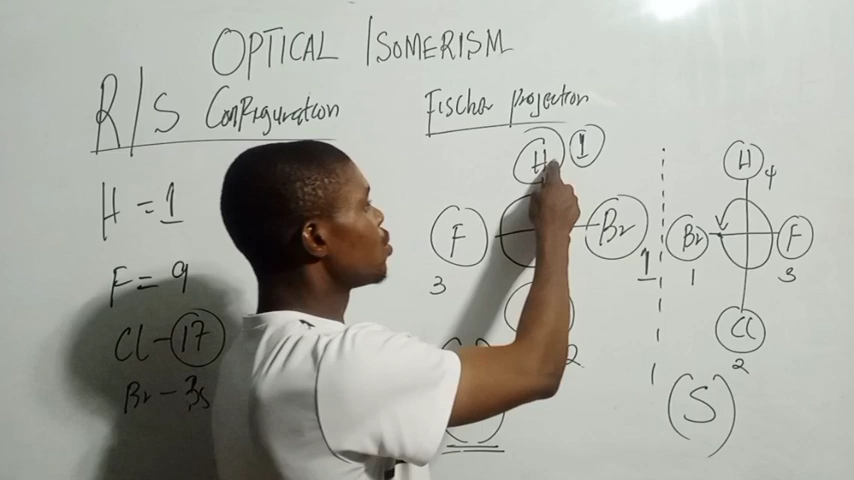 OPTICAL ISOMERISM
R/S Configuration
H = 1
F = 9
Cl - 17
Br - 35
Fischer Projection
H 1
F Br
3 1
2
H 4
Br F
1 3
Cl
2
(S)